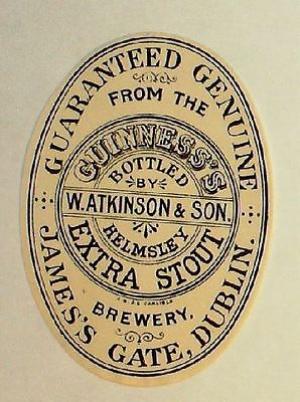 GUARANTEED GENUINE
FROM THE
GUINNESS'S
BOTTLED
BY
W. ATKINSON & SON.
HELMSLEY
EXTRA STOUT
BREWERY,
JAMES'S GATE, DUBLIN.